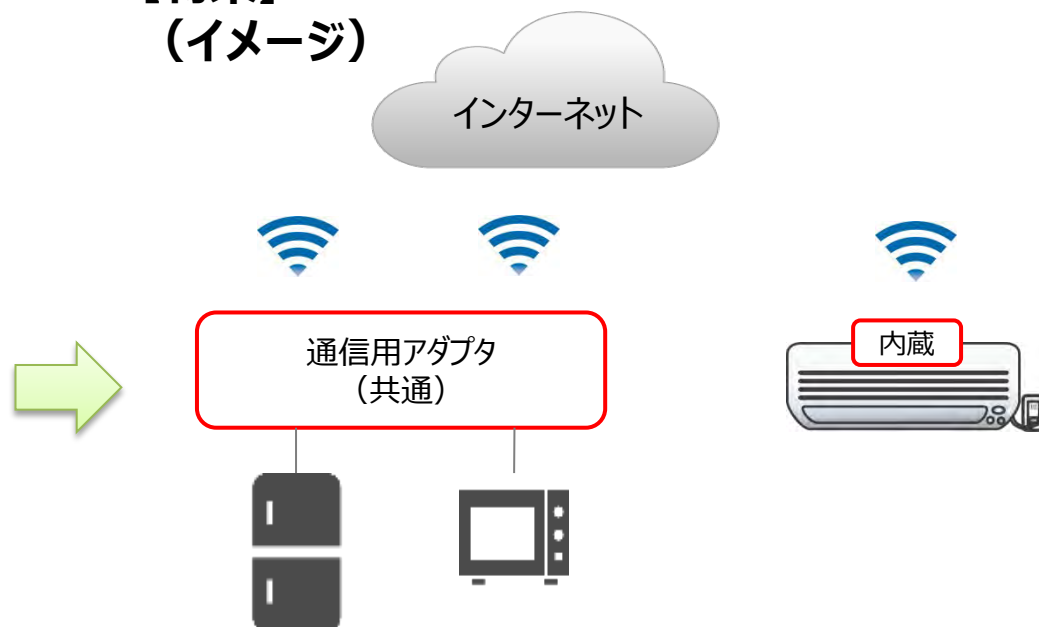 （イメージ）
インターネット
通信用アダプタ
（共通）
内蔵